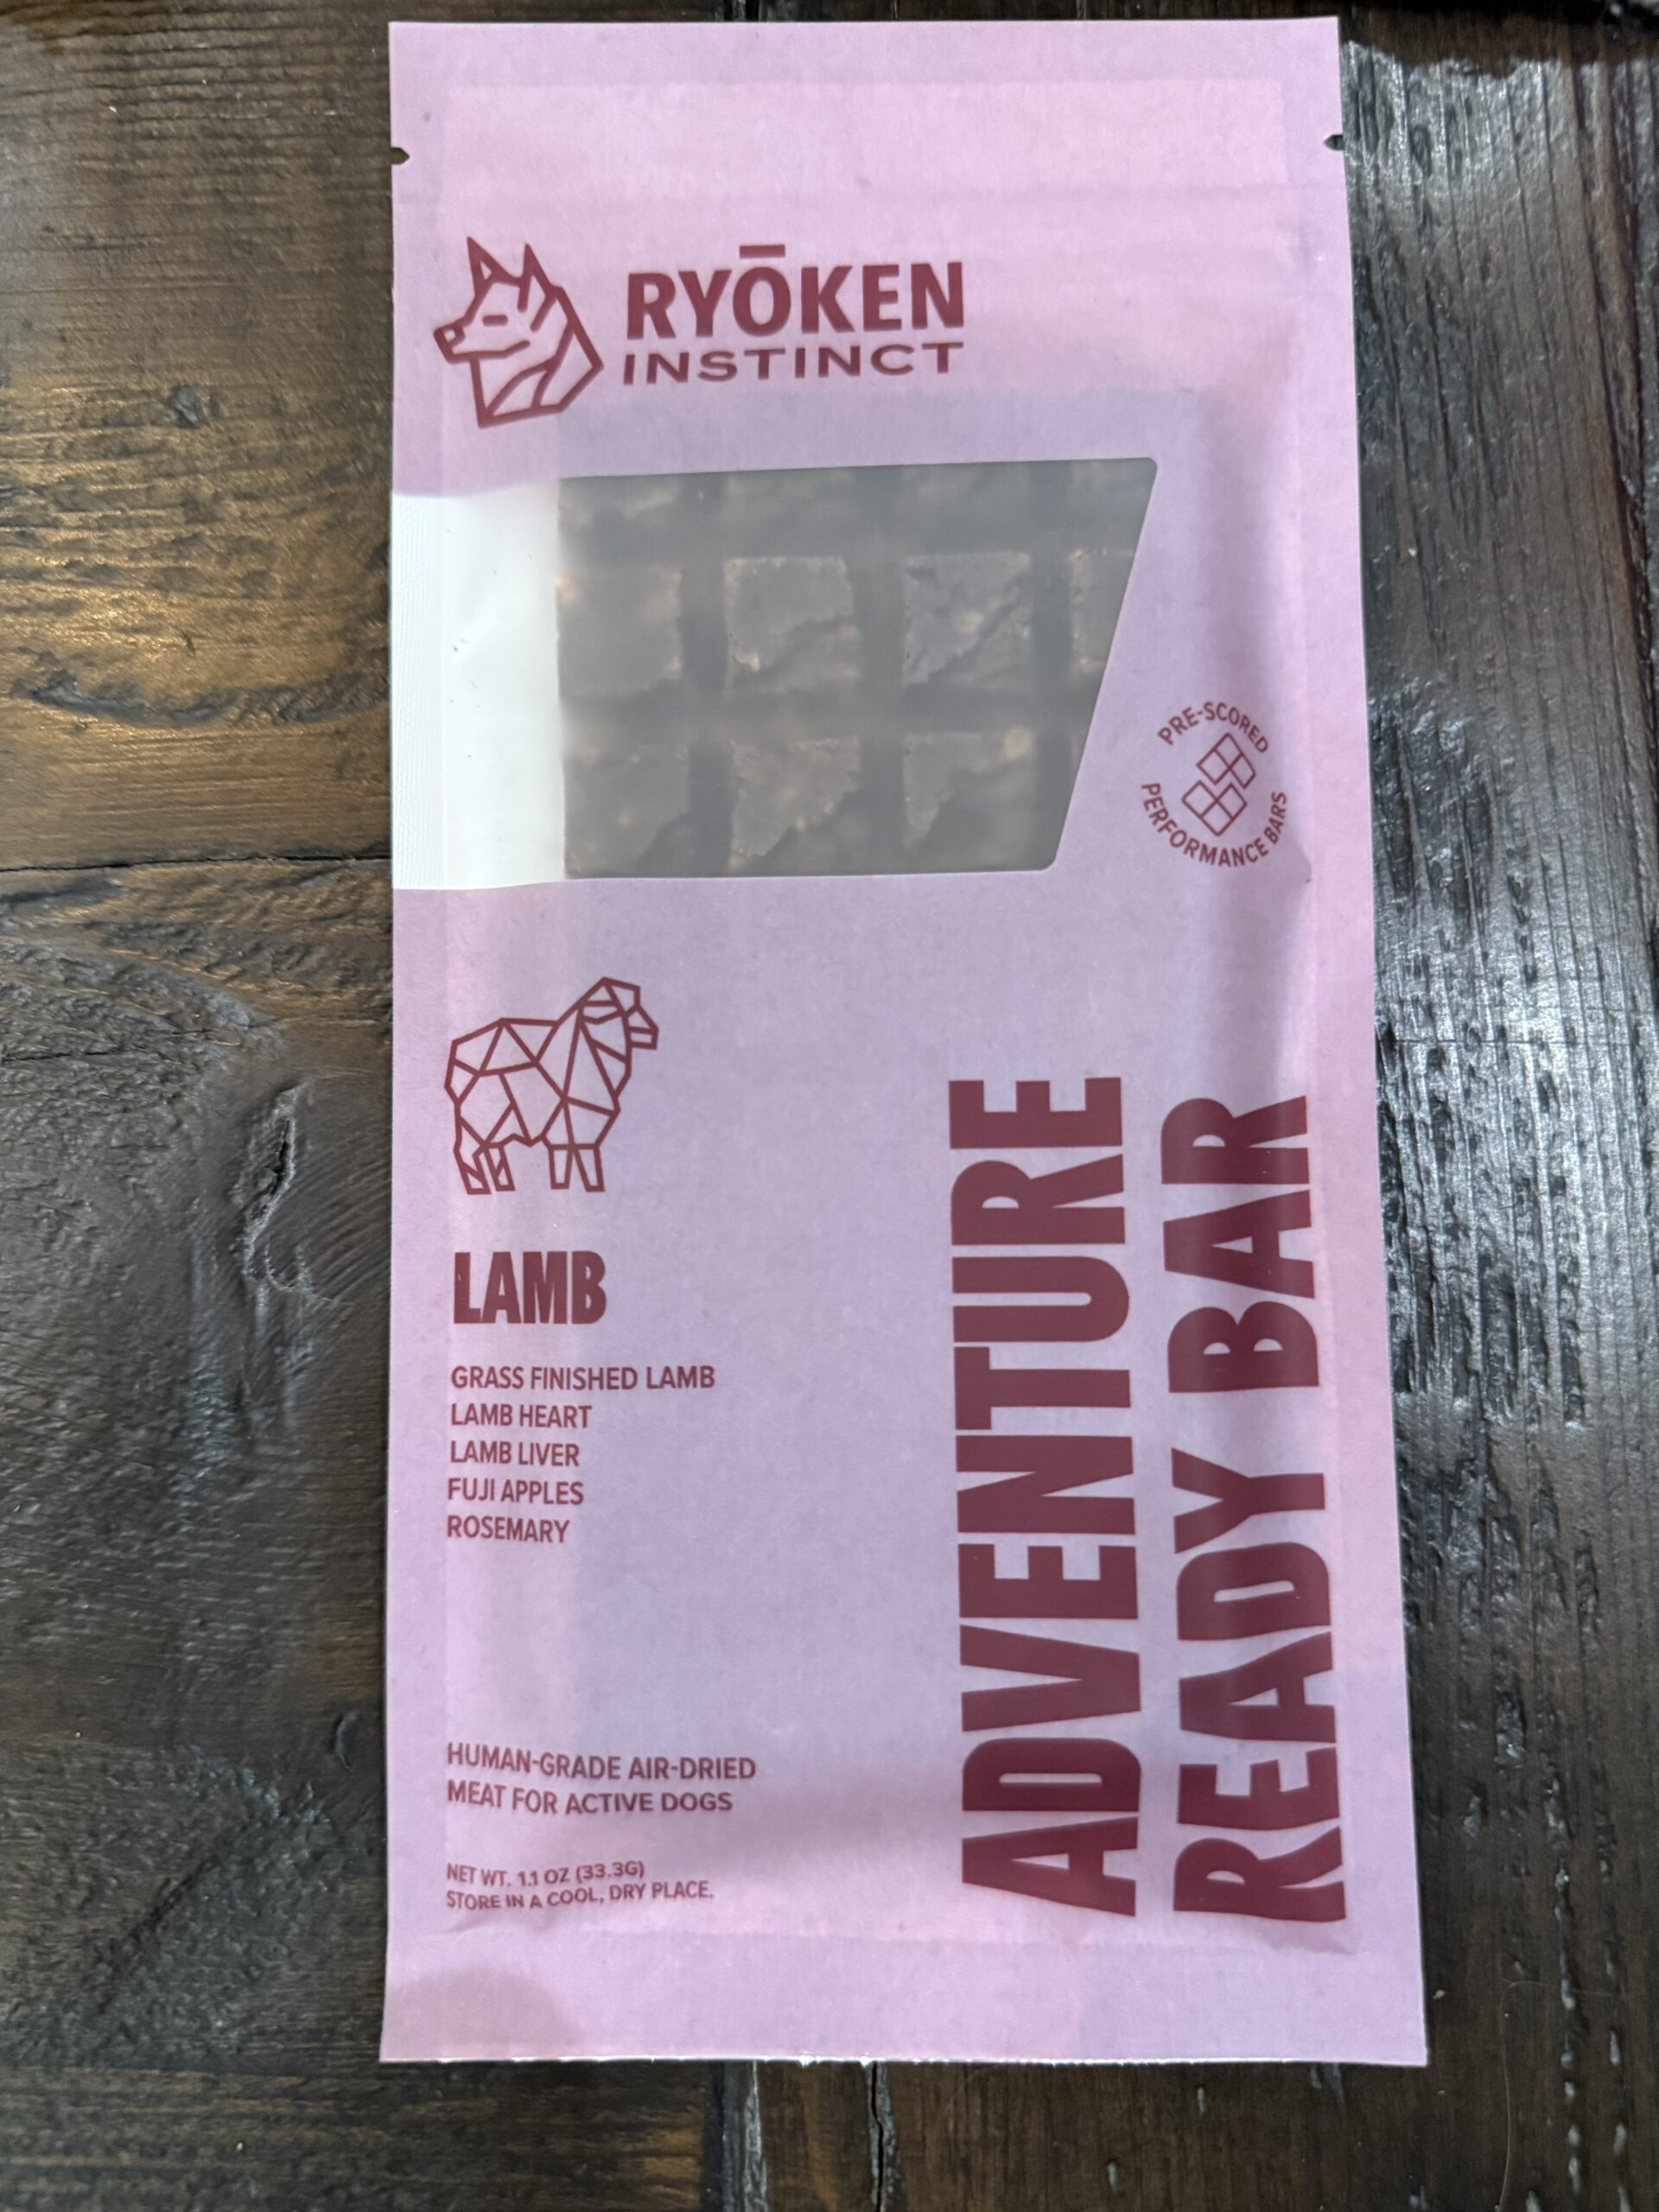 RYŌKEN
INSTINCT
PRE-SCORED
PERFORMANCE BARS
LAMB
GRASS FINISHED LAMB
LAMB HEART
LAMB LIVER
FUJI APPLES
ROSEMARY
ADVENTURE
READY BAR
HUMAN-GRADE AIR-DRIED
MEAT FOR ACTIVE DOGS
NET WT. 1.1 OZ (33.3G)
STORE IN A COOL, DRY PLACE.